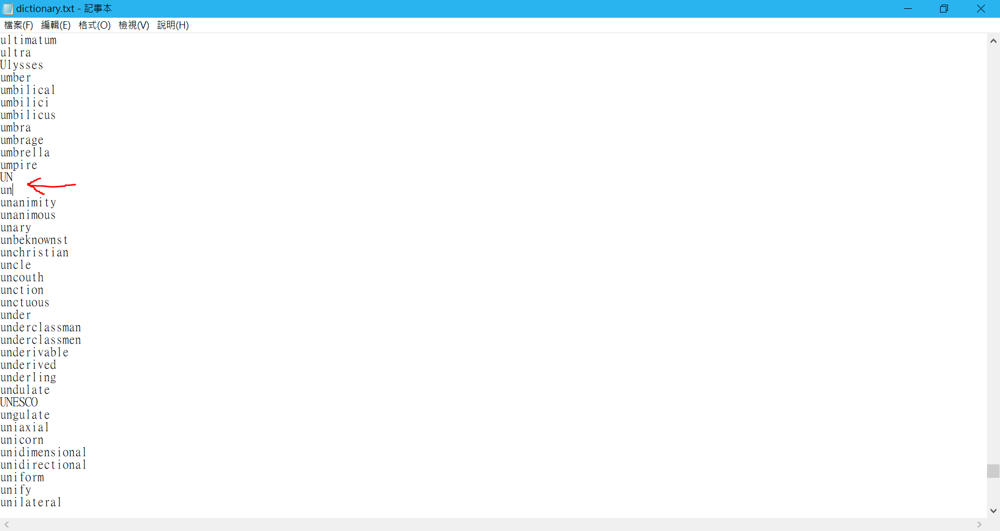 dictionary.txt - 記事本
檔案(F) 編輯(E) 格式(O) 檢視(V) 說明(H)
ultimatum
ultra
Ulysses
umber
umbilical
umbilici
umbilicus
umbra
umbrage
umbrella
umpire
UN
un
unanimity
unanimous
unary
unbeknownst
unchristian
uncle
uncouth
unction
unctuous
under
underclassman
underclassmen
underivable
underived
underling
undulate
UNESCO
ungulate
uniaxial
unicorn
unidimensional
unidirectional
uniform
unify
unilateral